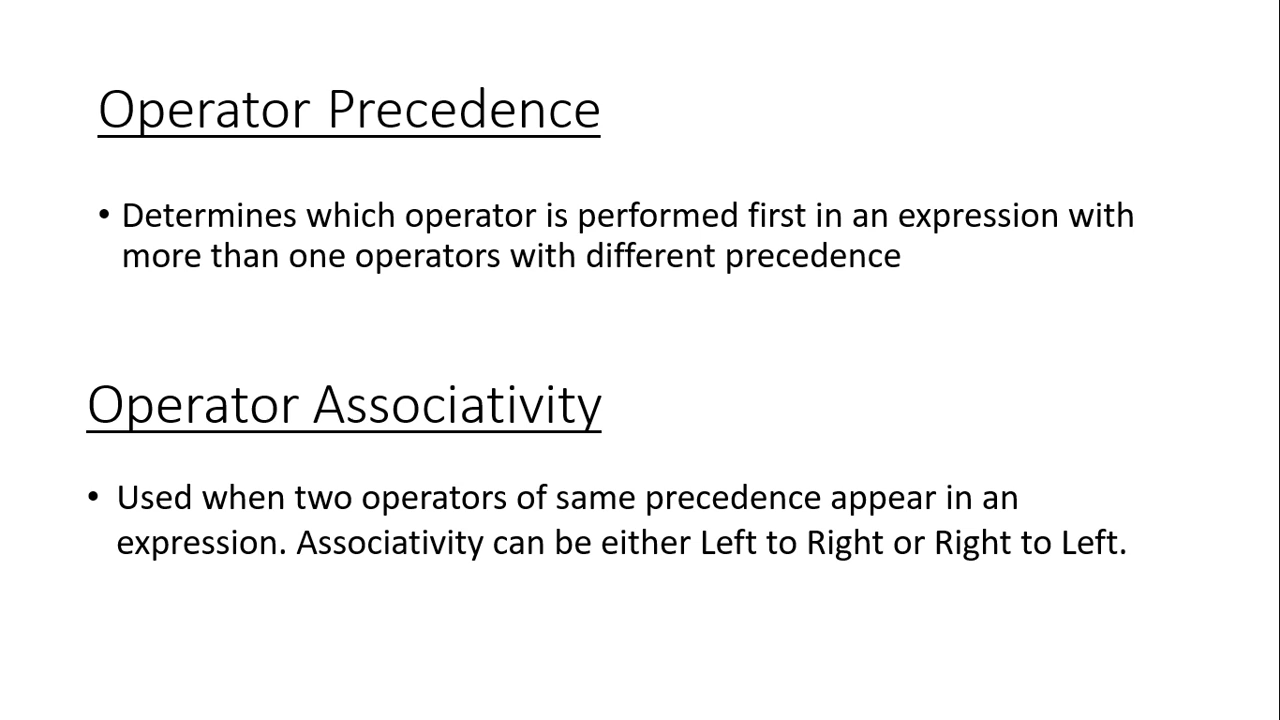 Operator Precedence
• Determines which operator is performed first in an expression with
more than one operators with different precedence
Operator Associativity
• Used when two operators of same precedence appear in an
expression. Associativity can be either Left to Right or Right to Left.